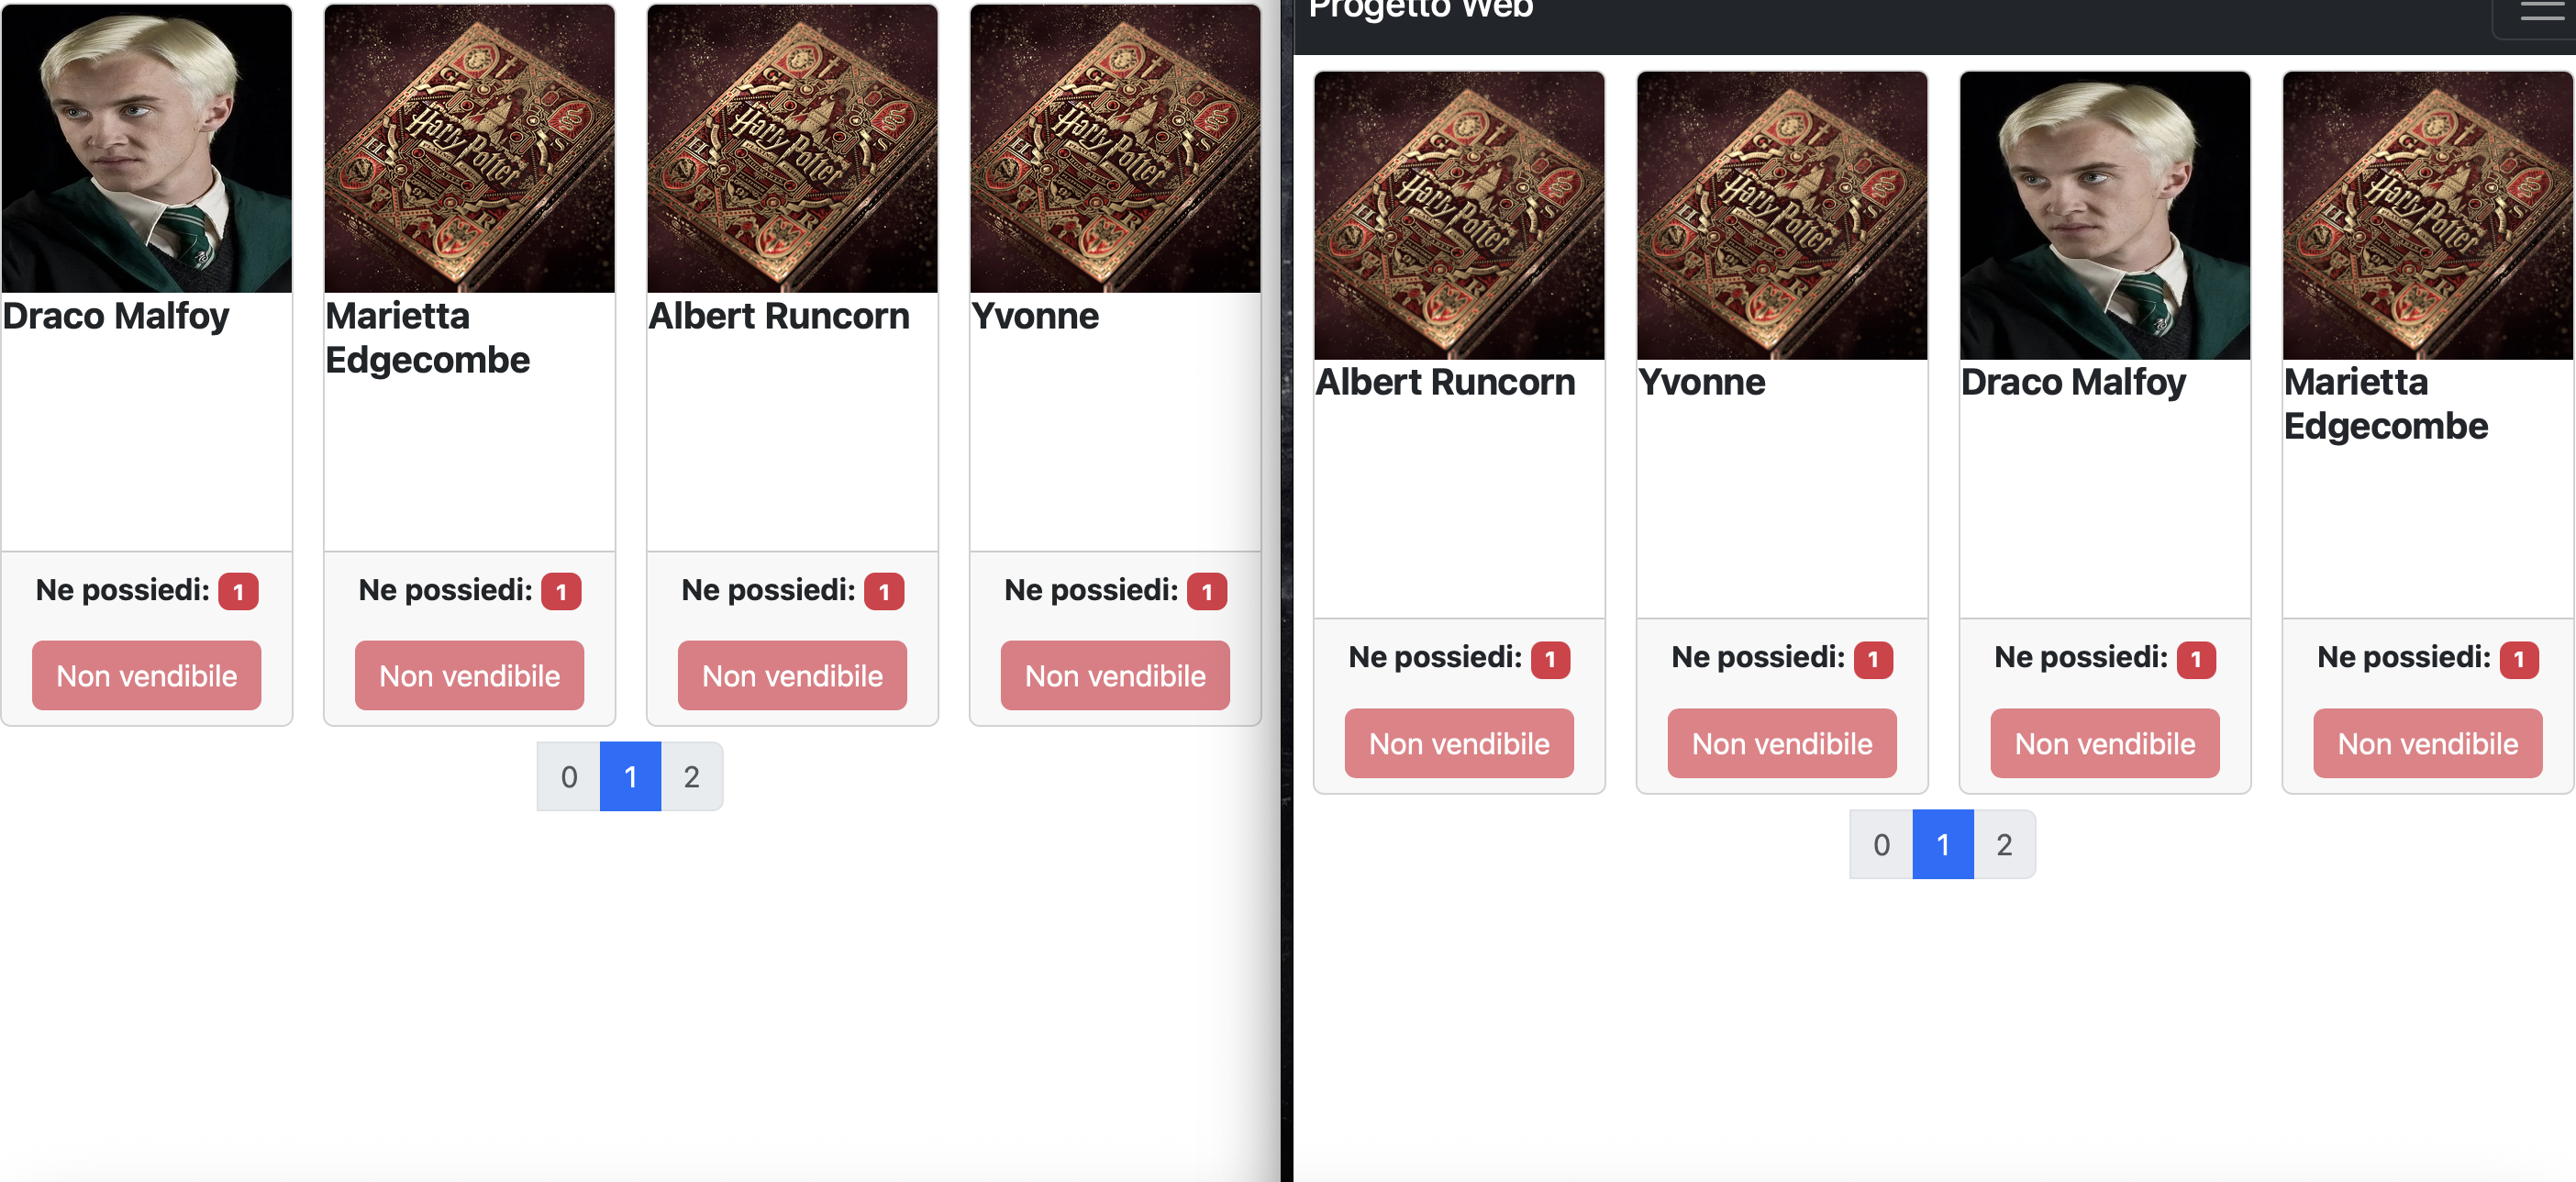 Draco Malfoy
Marietta
Edgecombe
Albert Runcorn
Yvonne
Ne possiedi: 1
Ne possiedi: 1
Ne possiedi: 1
Ne possiedi: 1
Non vendibile
Non vendibile
Non vendibile
Non vendibile
0 1 2
Progetto Web
Albert Runcorn
Yvonne
Draco Malfoy
Marietta
Edgecombe
Ne possiedi: 1
Ne possiedi: 1
Ne possiedi: 1
Ne possiedi: 1
Non vendibile
Non vendibile
Non vendibile
Non vendibile
0 1 2
Harry Potter
Harry Potter
Harry Potter
Harry Potter
Harry Potter
Harry Potter